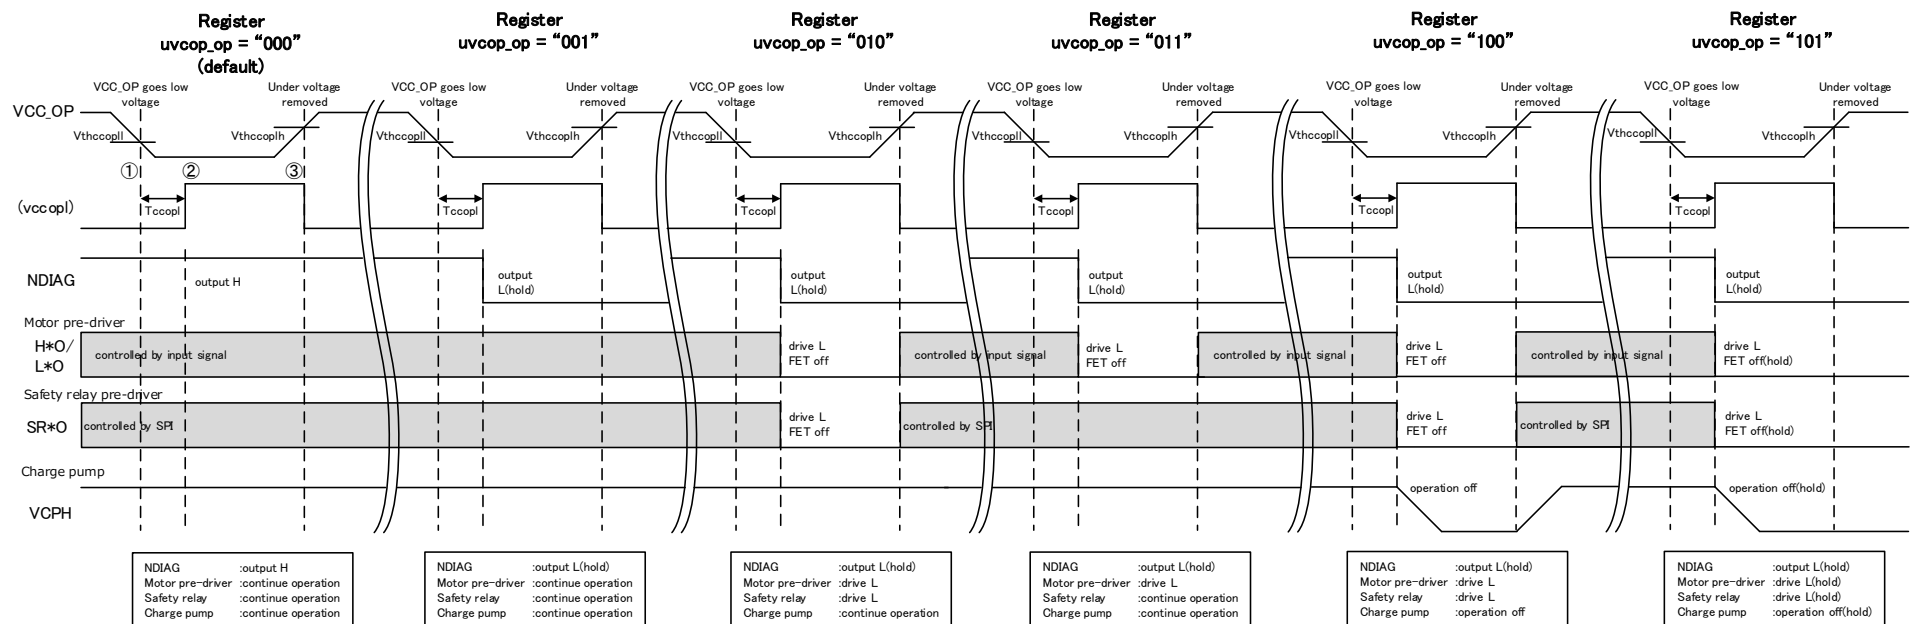 Register
uvcop_op = “000”
(default)
Register
uvcop_op = “001”
Register
uvcop_op = “010”
Register
uvcop_op = “011”
Register
uvcop_op = “100”
Register
uvcop_op = “101”
VCC_OP goes low
voltage
Under voltage
removed
VCC_OP goes low
voltage
Under voltage
removed
VCC_OP goes low
voltage
Under voltage
removed
VCC_OP goes low
voltage
Under voltage
removed
VCC_OP goes low
voltage
Under voltage
removed
VCC_OP goes low
voltage
Under voltage
removed
VCC_OP
Vthccopll
Vthccoplh
Vthccopll
Vthccoplh
Vthccopll
Vthccoplh
Vthccopll
Vthccoplh
Vthccopll
Vthccoplh
Vthccopll
Vthccoplh
① ② ③
(vccopl)
Tccopl
Tccopl
Tccopl
Tccopl
Tccopl
Tccopl
NDIAG
output H
output
L(hold)
output
L(hold)
output
L(hold)
output
L(hold)
output
L(hold)
Motor pre-driver
H*O/
L*O
controlled by input signal
drive L
FET off
controlled by input signal
drive L
FET off
controlled by input signal
drive L
FET off
controlled by input signal
drive L
FET off(hold)
Safety relay pre-driver
SR*O
controlled by SPI
drive L
FET off
controlled by SPI
drive L
FET off
controlled by SPI
drive L
FET off(hold)
Charge pump
VCPH
operation off
operation off(hold)
NDIAG :output H
Motor pre-driver :continue operation
Safety relay :continue operation
Charge pump :continue operation
NDIAG :output L(hold)
Motor pre-driver :continue operation
Safety relay :continue operation
Charge pump :continue operation
NDIAG :output L(hold)
Motor pre-driver :drive L
Safety relay :drive L
Charge pump :continue operation
NDIAG :output L(hold)
Motor pre-driver :drive L
Safety relay :continue operation
Charge pump :continue operation
NDIAG :output L(hold)
Motor pre-driver :drive L
Safety relay :drive L
Charge pump :operation off
NDIAG :output L(hold)
Motor pre-driver :drive L(hold)
Safety relay :drive L(hold)
Charge pump :operation off(hold)